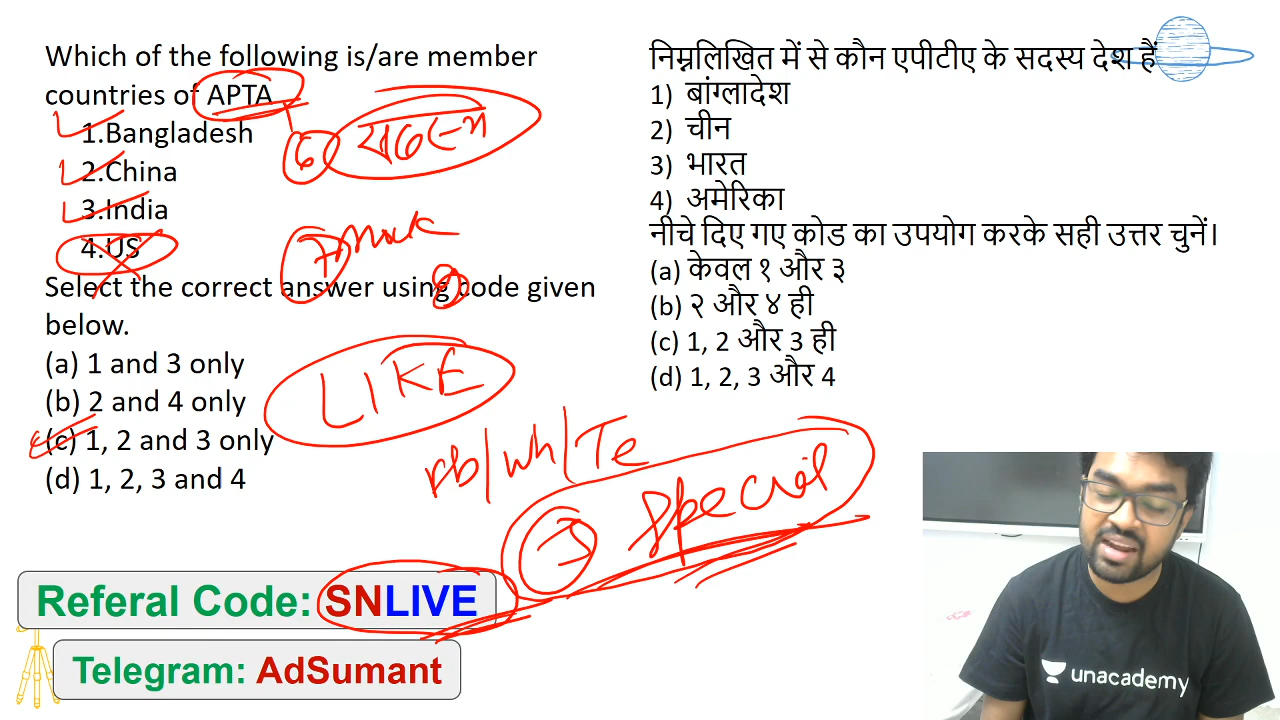 Which of the following is/are member
countries of APTA
1.Bangladesh
2.China
3.India
4.US
Select the correct answer using code given
below.
(a) 1 and 3 only
(b) 2 and 4 only
(c) 1, 2 and 3 only
(d) 1, 2, 3 and 4
सदस्य
LIKE
Fb/wh/Te
Special
निम्नलिखित में से कौन एपीटीए के सदस्य देश हैं
1) बांग्लादेश
2) चीन
3) भारत
4) अमेरिका
नीचे दिए गए कोड का उपयोग करके सही उत्तर चुनें।
(a) केवल १ और ३
(b) २ और ४ ही
(c) 1, 2 और 3 ही
(d) 1, 2, 3 और 4
Referal Code: SNLIVE
Telegram: AdSumant
unacademy